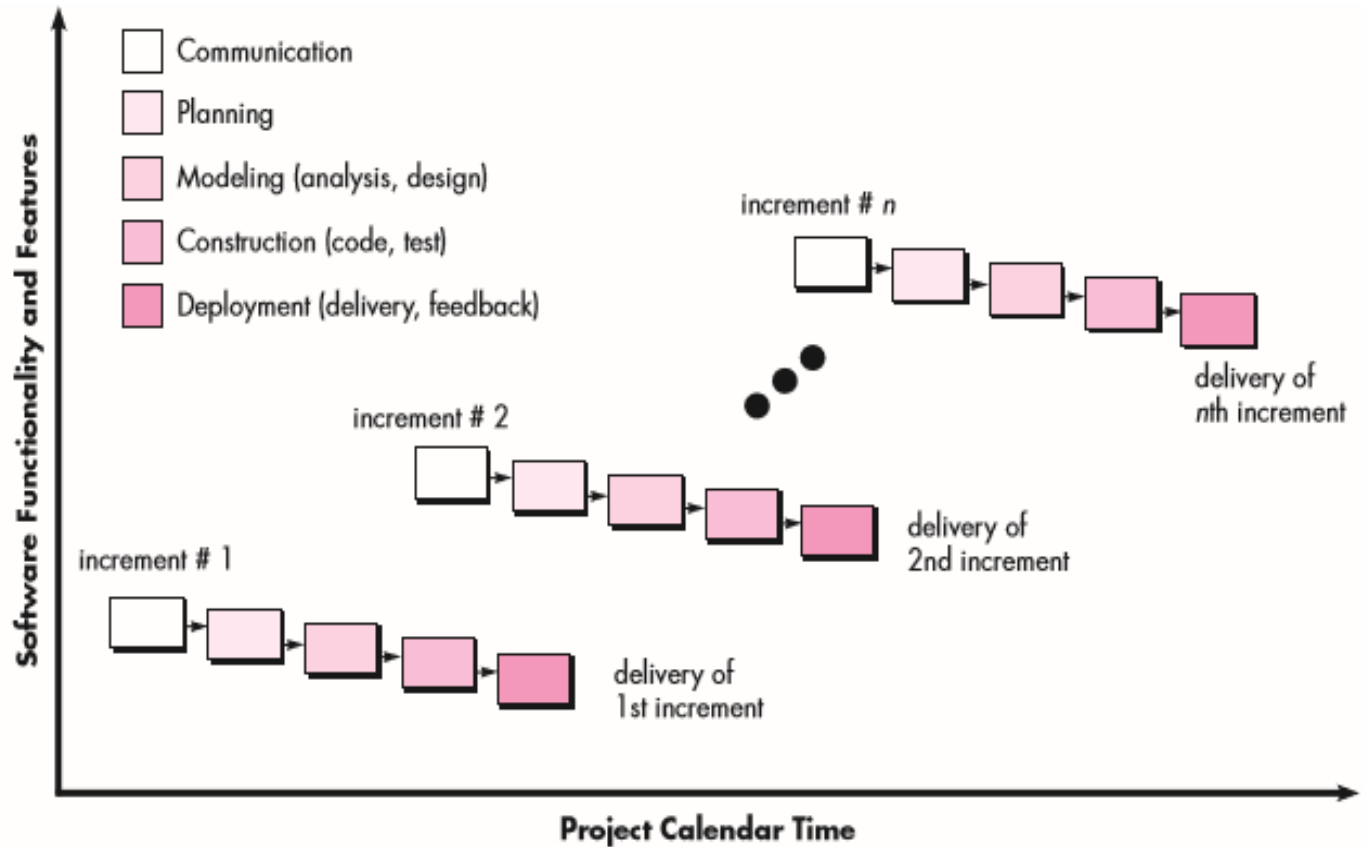 Communication
Planning
Modeling (analysis, design)
Construction (code, test)
Deployment (delivery, feedback)
Software Functionality and Features
increment # n
delivery of
nth increment
increment # 2
delivery of
2nd increment
increment # 1
delivery of
1st increment
Project Calendar Time